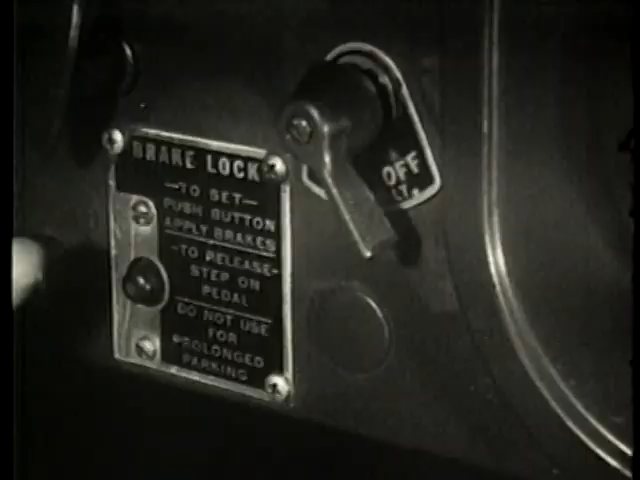 BRAKE LOCK
—TO SET—
PUSH BUTTON
APPLY BRAKES
-TO RELEASE-
STEP ON
PEDAL
DO NOT USE
FOR
PROLONGED
PARKING
OFF
LT.